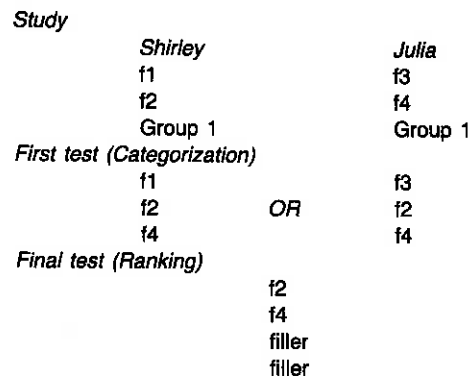 Study
Shirley Julia
f1 f3
f2 f4
Group 1 Group 1
First test (Categorization)
f1 f3
f2 OR f2
f4 f4
Final test (Ranking)
f2
f4
filler
filler